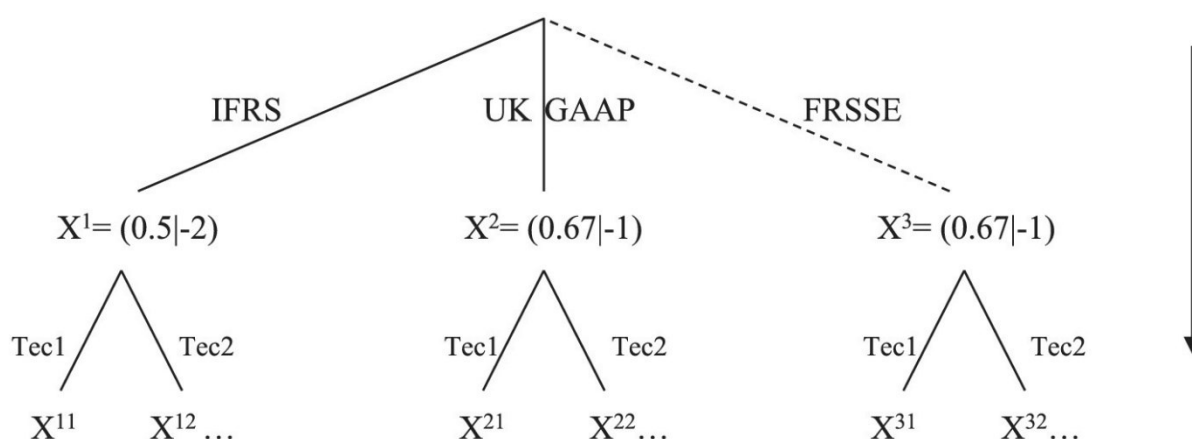 IFRS UK GAAP FRSSE
X¹= (0.5|-2) X²= (0.67|-1) X³= (0.67|-1)
Tec1 Tec2 Tec1 Tec2 Tec1 Tec2
X¹¹ X¹²... X²¹ X²²... X³¹ X³²...